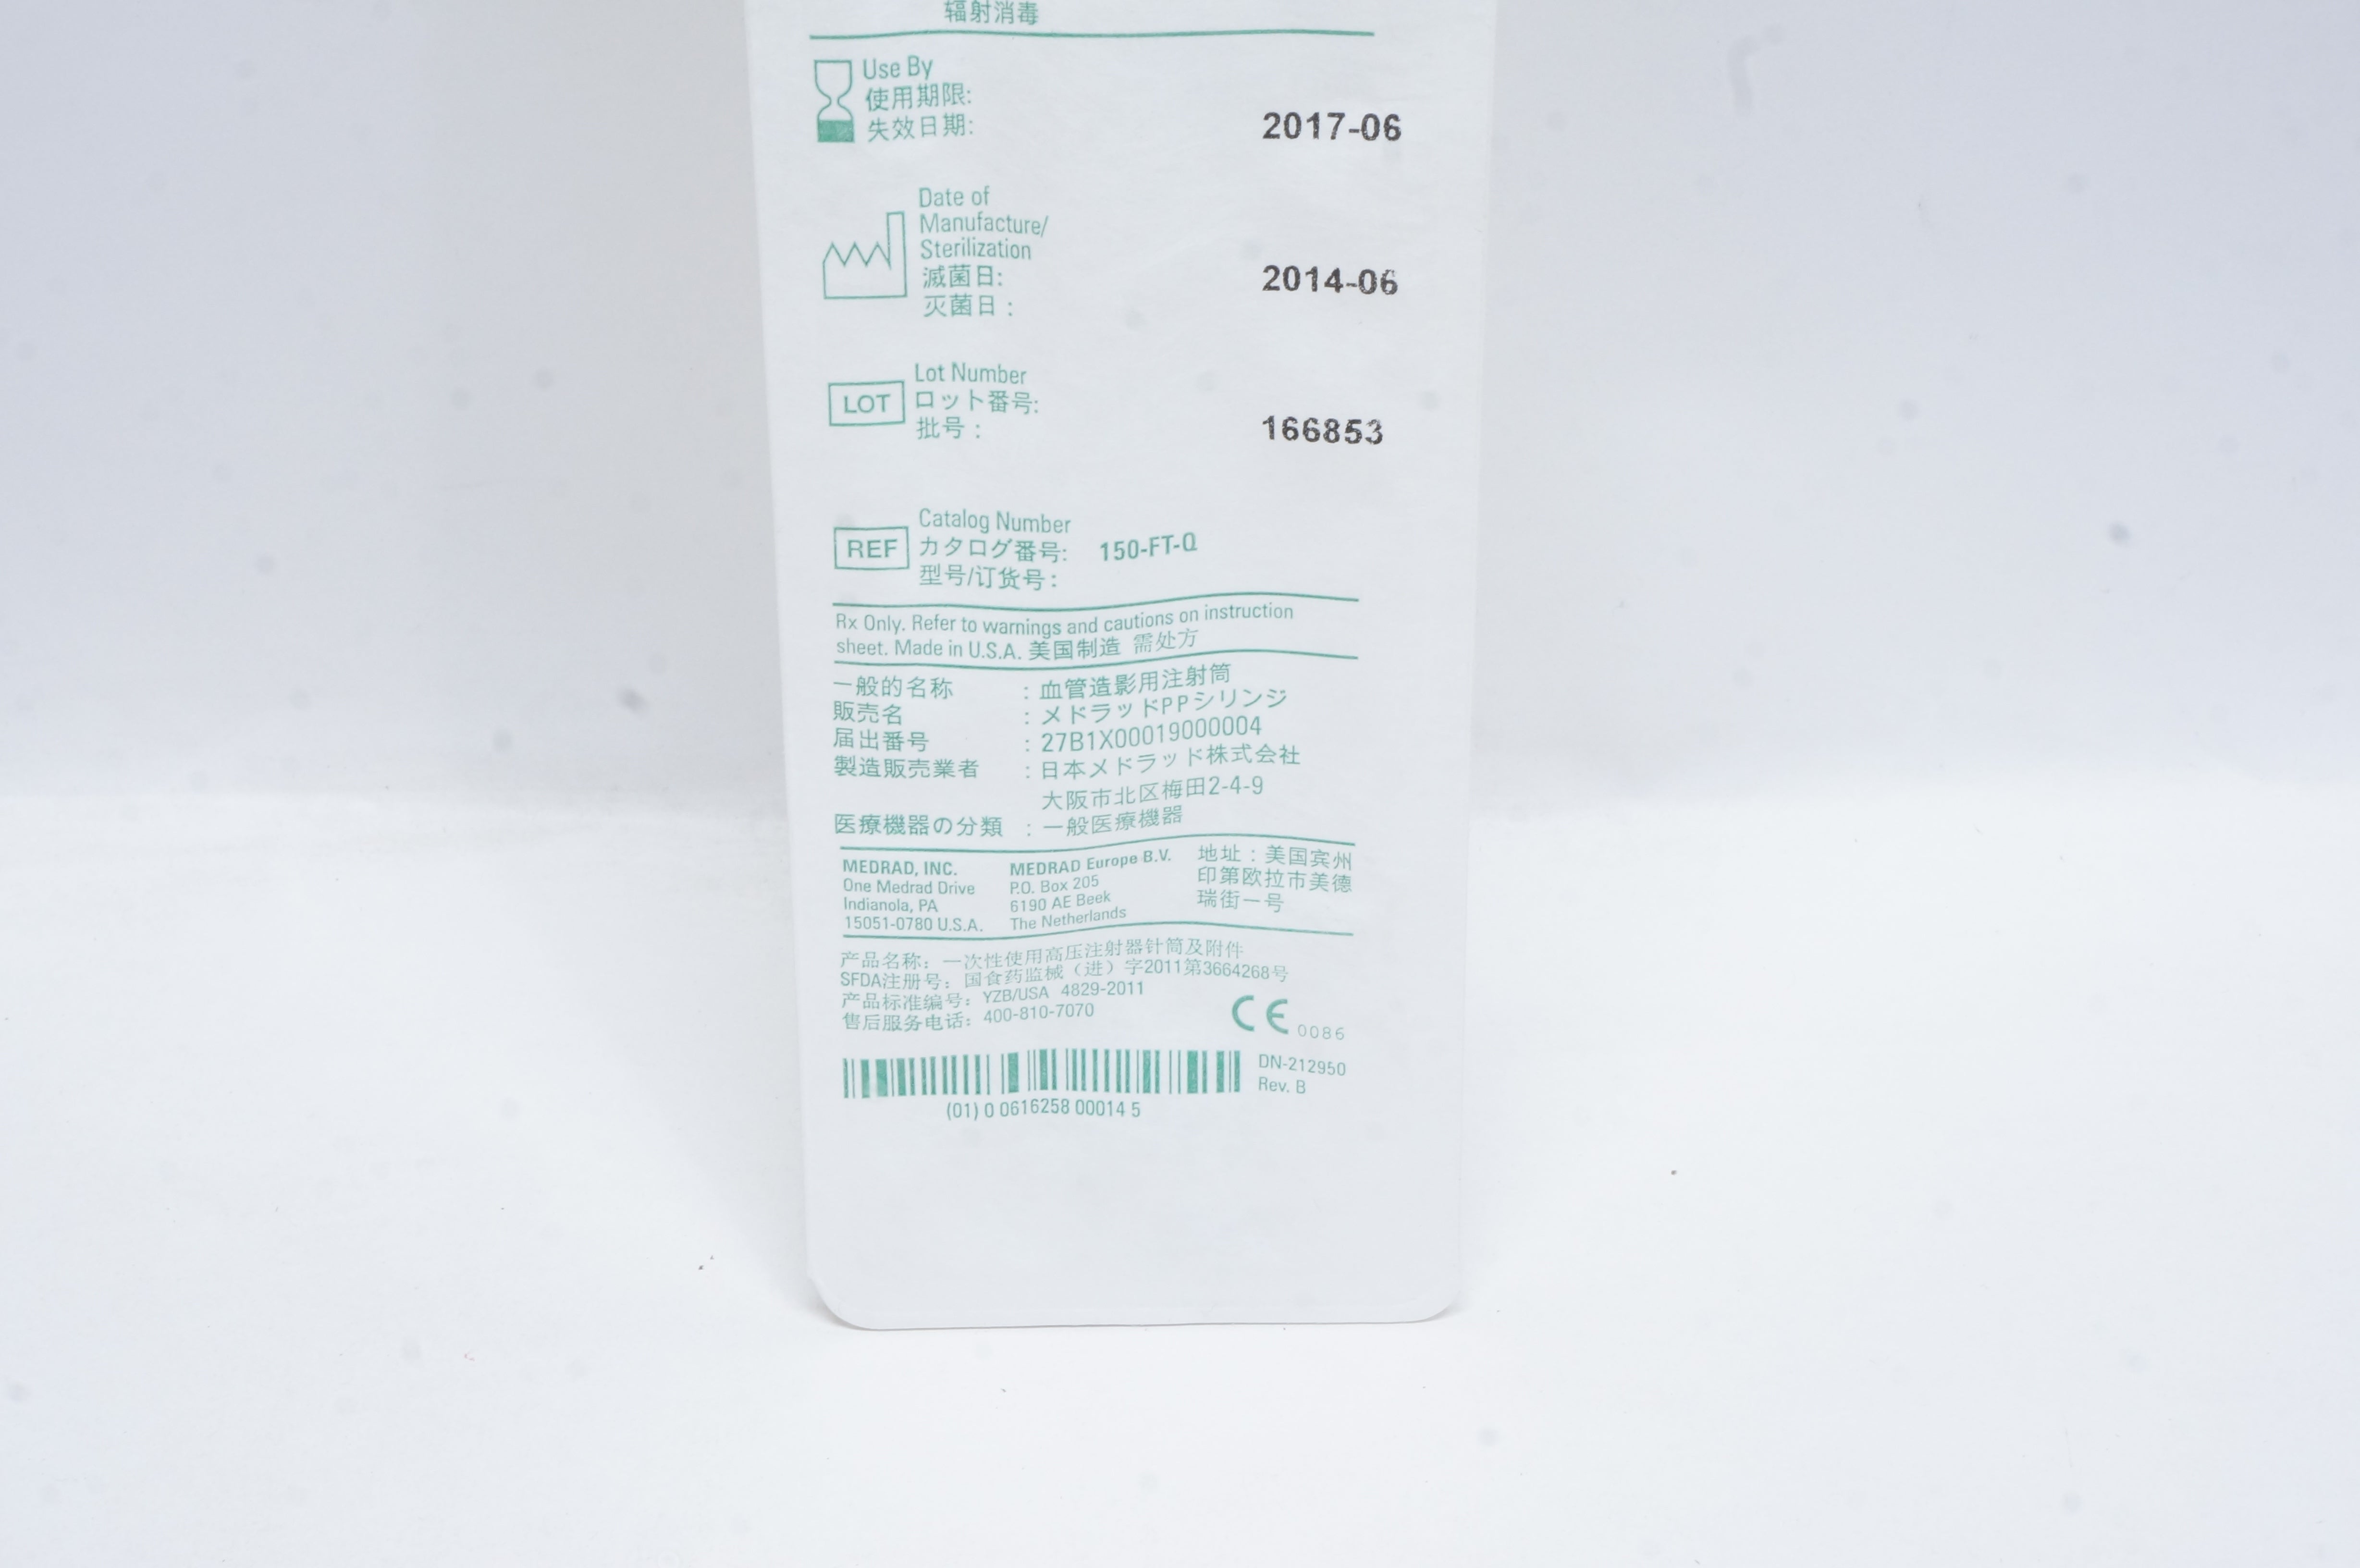 辐射消毒
Use By
使用期限:
失效日期:
2017-06
Date of
Manufacture/
Sterilization
滅菌日:
灭菌日:
2014-06
LOT
Lot Number
ロット番号:
批号:
166853
REF
Catalog Number
カタログ番号: 150-FT-Q
型号/订货号:
Rx Only. Refer to warnings and cautions on instruction
sheet. Made in U.S.A. 美国制造 需处方
一般的名称 : 血管造影用注射筒
販売名 : メドラッドPPシリンジ
届出番号 : 27B1X00019000004
製造販売業者 : 日本メドラッド株式会社
大阪市北区梅田2-4-9
医療機器の分類 : 一般医療機器
MEDRAD, INC.
One Medrad Drive
Indianola, PA
15051-0780 U.S.A.
MEDRAD Europe B.V.
P.O. Box 205
6190 AE Beek
The Netherlands
地址:美国宾州
印第欧拉市美德
瑞街一号
产品名称: 一次性使用高压注射器针筒及附件
SFDA注册号: 国食药监械（进）字2011第3664268号
产品标准编号: YZB/USA 4829-2011
售后服务电话: 400-810-7070
CE 0086
(01) 0 0616258 00014 5
DN-212950
Rev. B